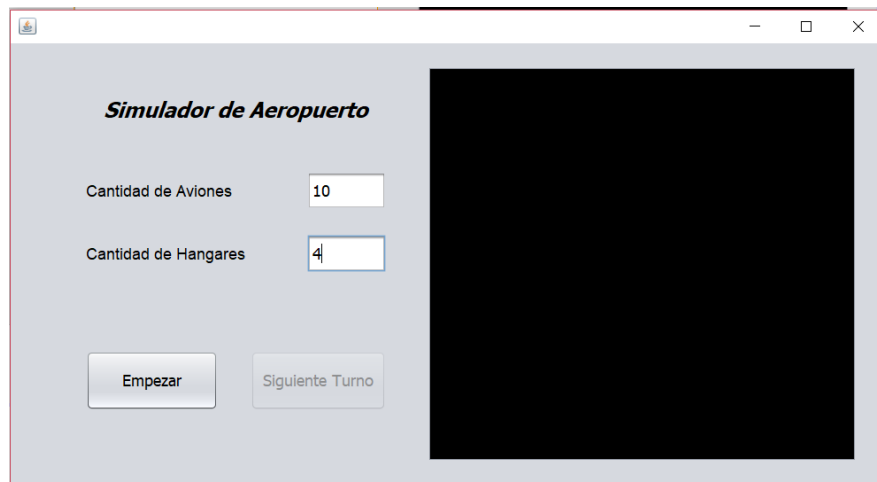 Simulador de Aeropuerto
Cantidad de Aviones 10
Cantidad de Hangares 4
Empezar Siguiente Turno